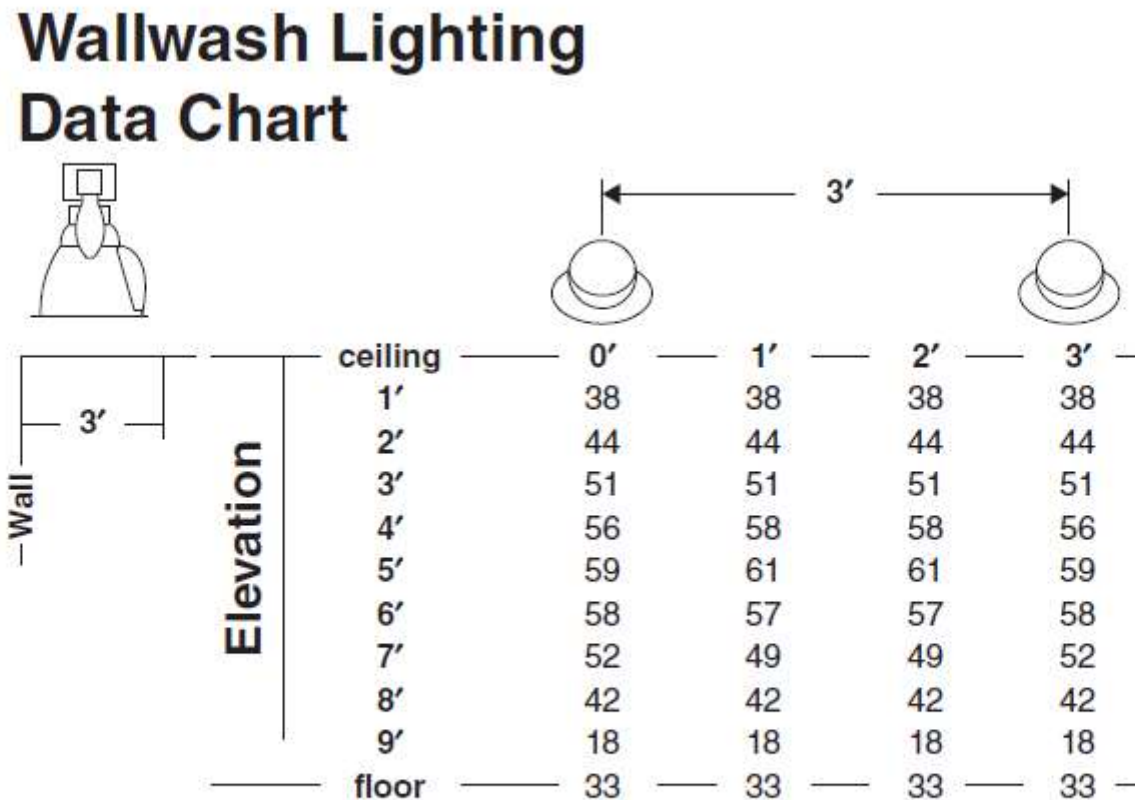 Wallwash Lighting
Data Chart
3′
ceiling 0′ 1′ 2′ 3′
1′ 38 38 38 38
3′
2′ 44 44 44 44
3′ 51 51 51 51
Wall
Elevation
4′ 56 58 58 56
5′ 59 61 61 59
6′ 58 57 57 58
7′ 52 49 49 52
8′ 42 42 42 42
9′ 18 18 18 18
floor 33 33 33 33